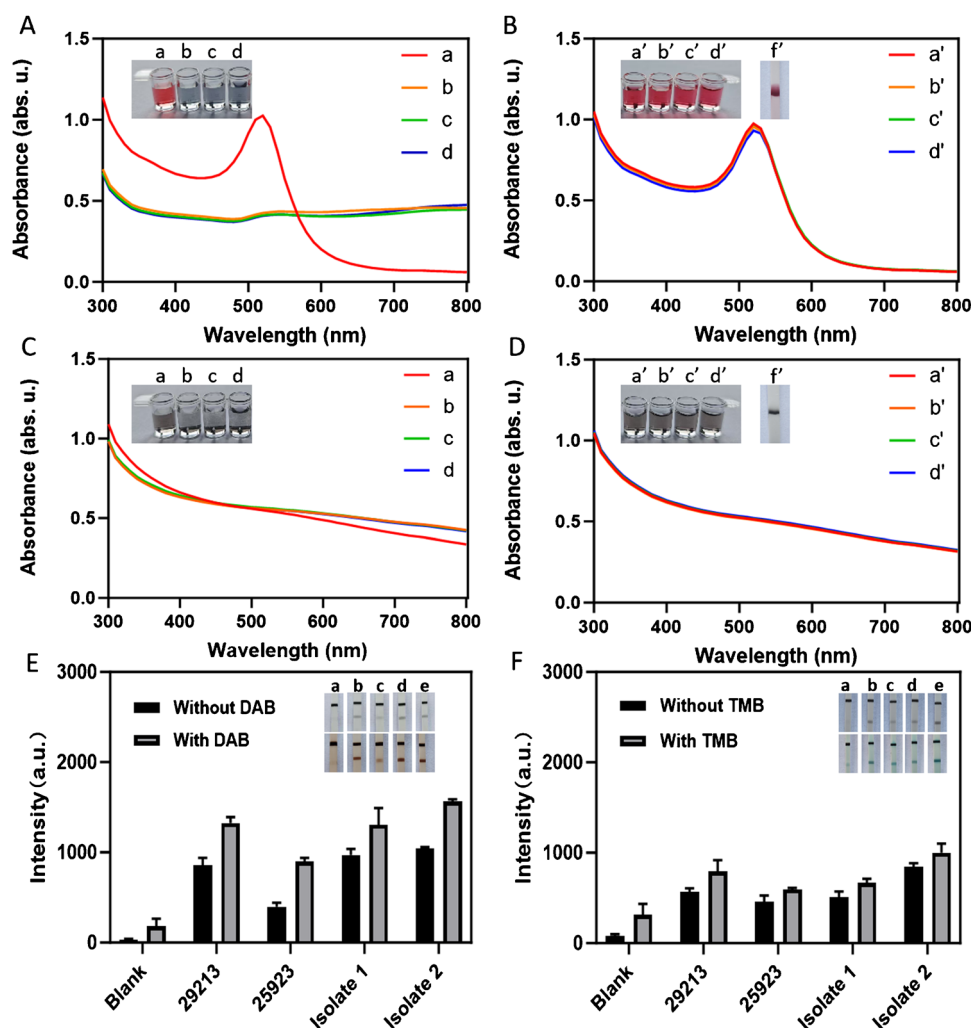 A
Absorbance (abs. u.)
1.5
1.0
0.5
0.0
a b c d
a
b
c
d
300 400 500 600 700 800
Wavelength (nm)
B
Absorbance (abs. u.)
1.5
1.0
0.5
0.0
a’ b’ c’ d’ f’
a'
b'
c'
d'
300 400 500 600 700 800
Wavelength (nm)
C
Absorbance (abs. u.)
1.5
1.0
0.5
0.0
a b c d
a
b
c
d
300 400 500 600 700 800
Wavelength (nm)
D
Absorbance (abs. u.)
1.5
1.0
0.5
0.0
a’ b’ c’ d’ f’
a'
b'
c'
d'
300 400 500 600 700 800
Wavelength (nm)
E
Intensity（a.u.）
3000
2000
1000
0
Without DAB
With DAB
a b c d e
Blank 29213 25923 Isolate 1 Isolate 2
F
Intensity（a.u.）
3000
2000
1000
0
Without TMB
With TMB
a b c d e
Blank 29213 25923 Isolate 1 Isolate 2